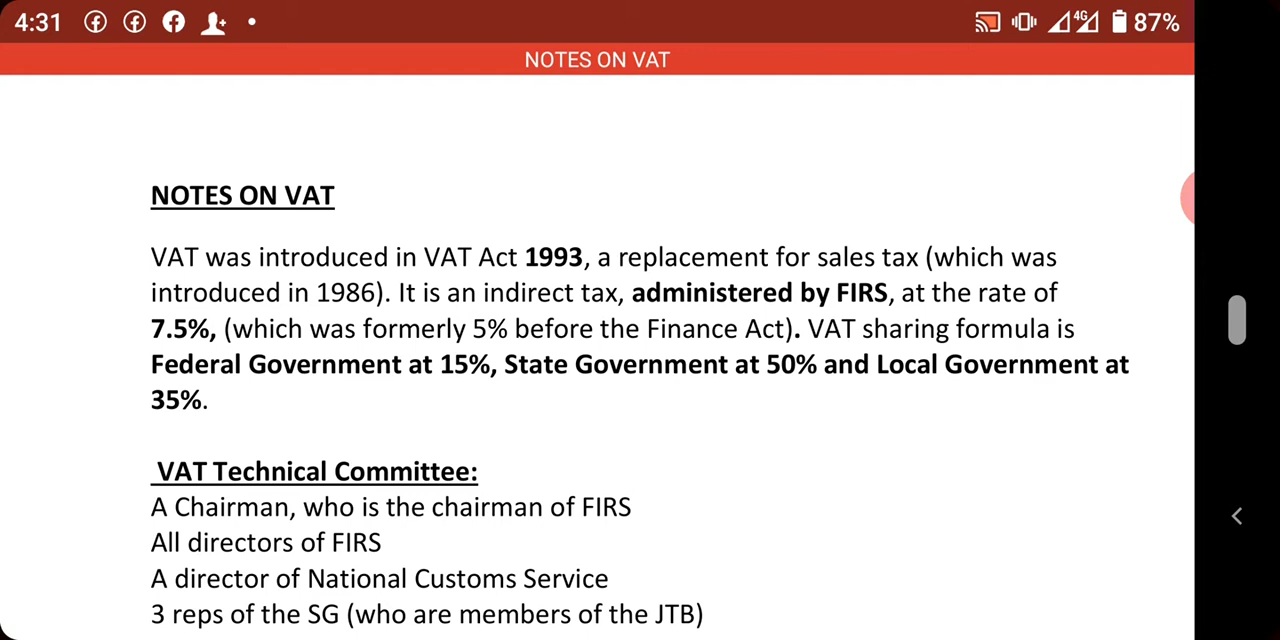 4:31
4G
87%
NOTES ON VAT
NOTES ON VAT
VAT was introduced in VAT Act 1993, a replacement for sales tax (which was
introduced in 1986). It is an indirect tax, administered by FIRS, at the rate of
7.5%, (which was formerly 5% before the Finance Act). VAT sharing formula is
Federal Government at 15%, State Government at 50% and Local Government at
35%.
VAT Technical Committee:
A Chairman, who is the chairman of FIRS
All directors of FIRS
A director of National Customs Service
3 reps of the SG (who are members of the JTB)